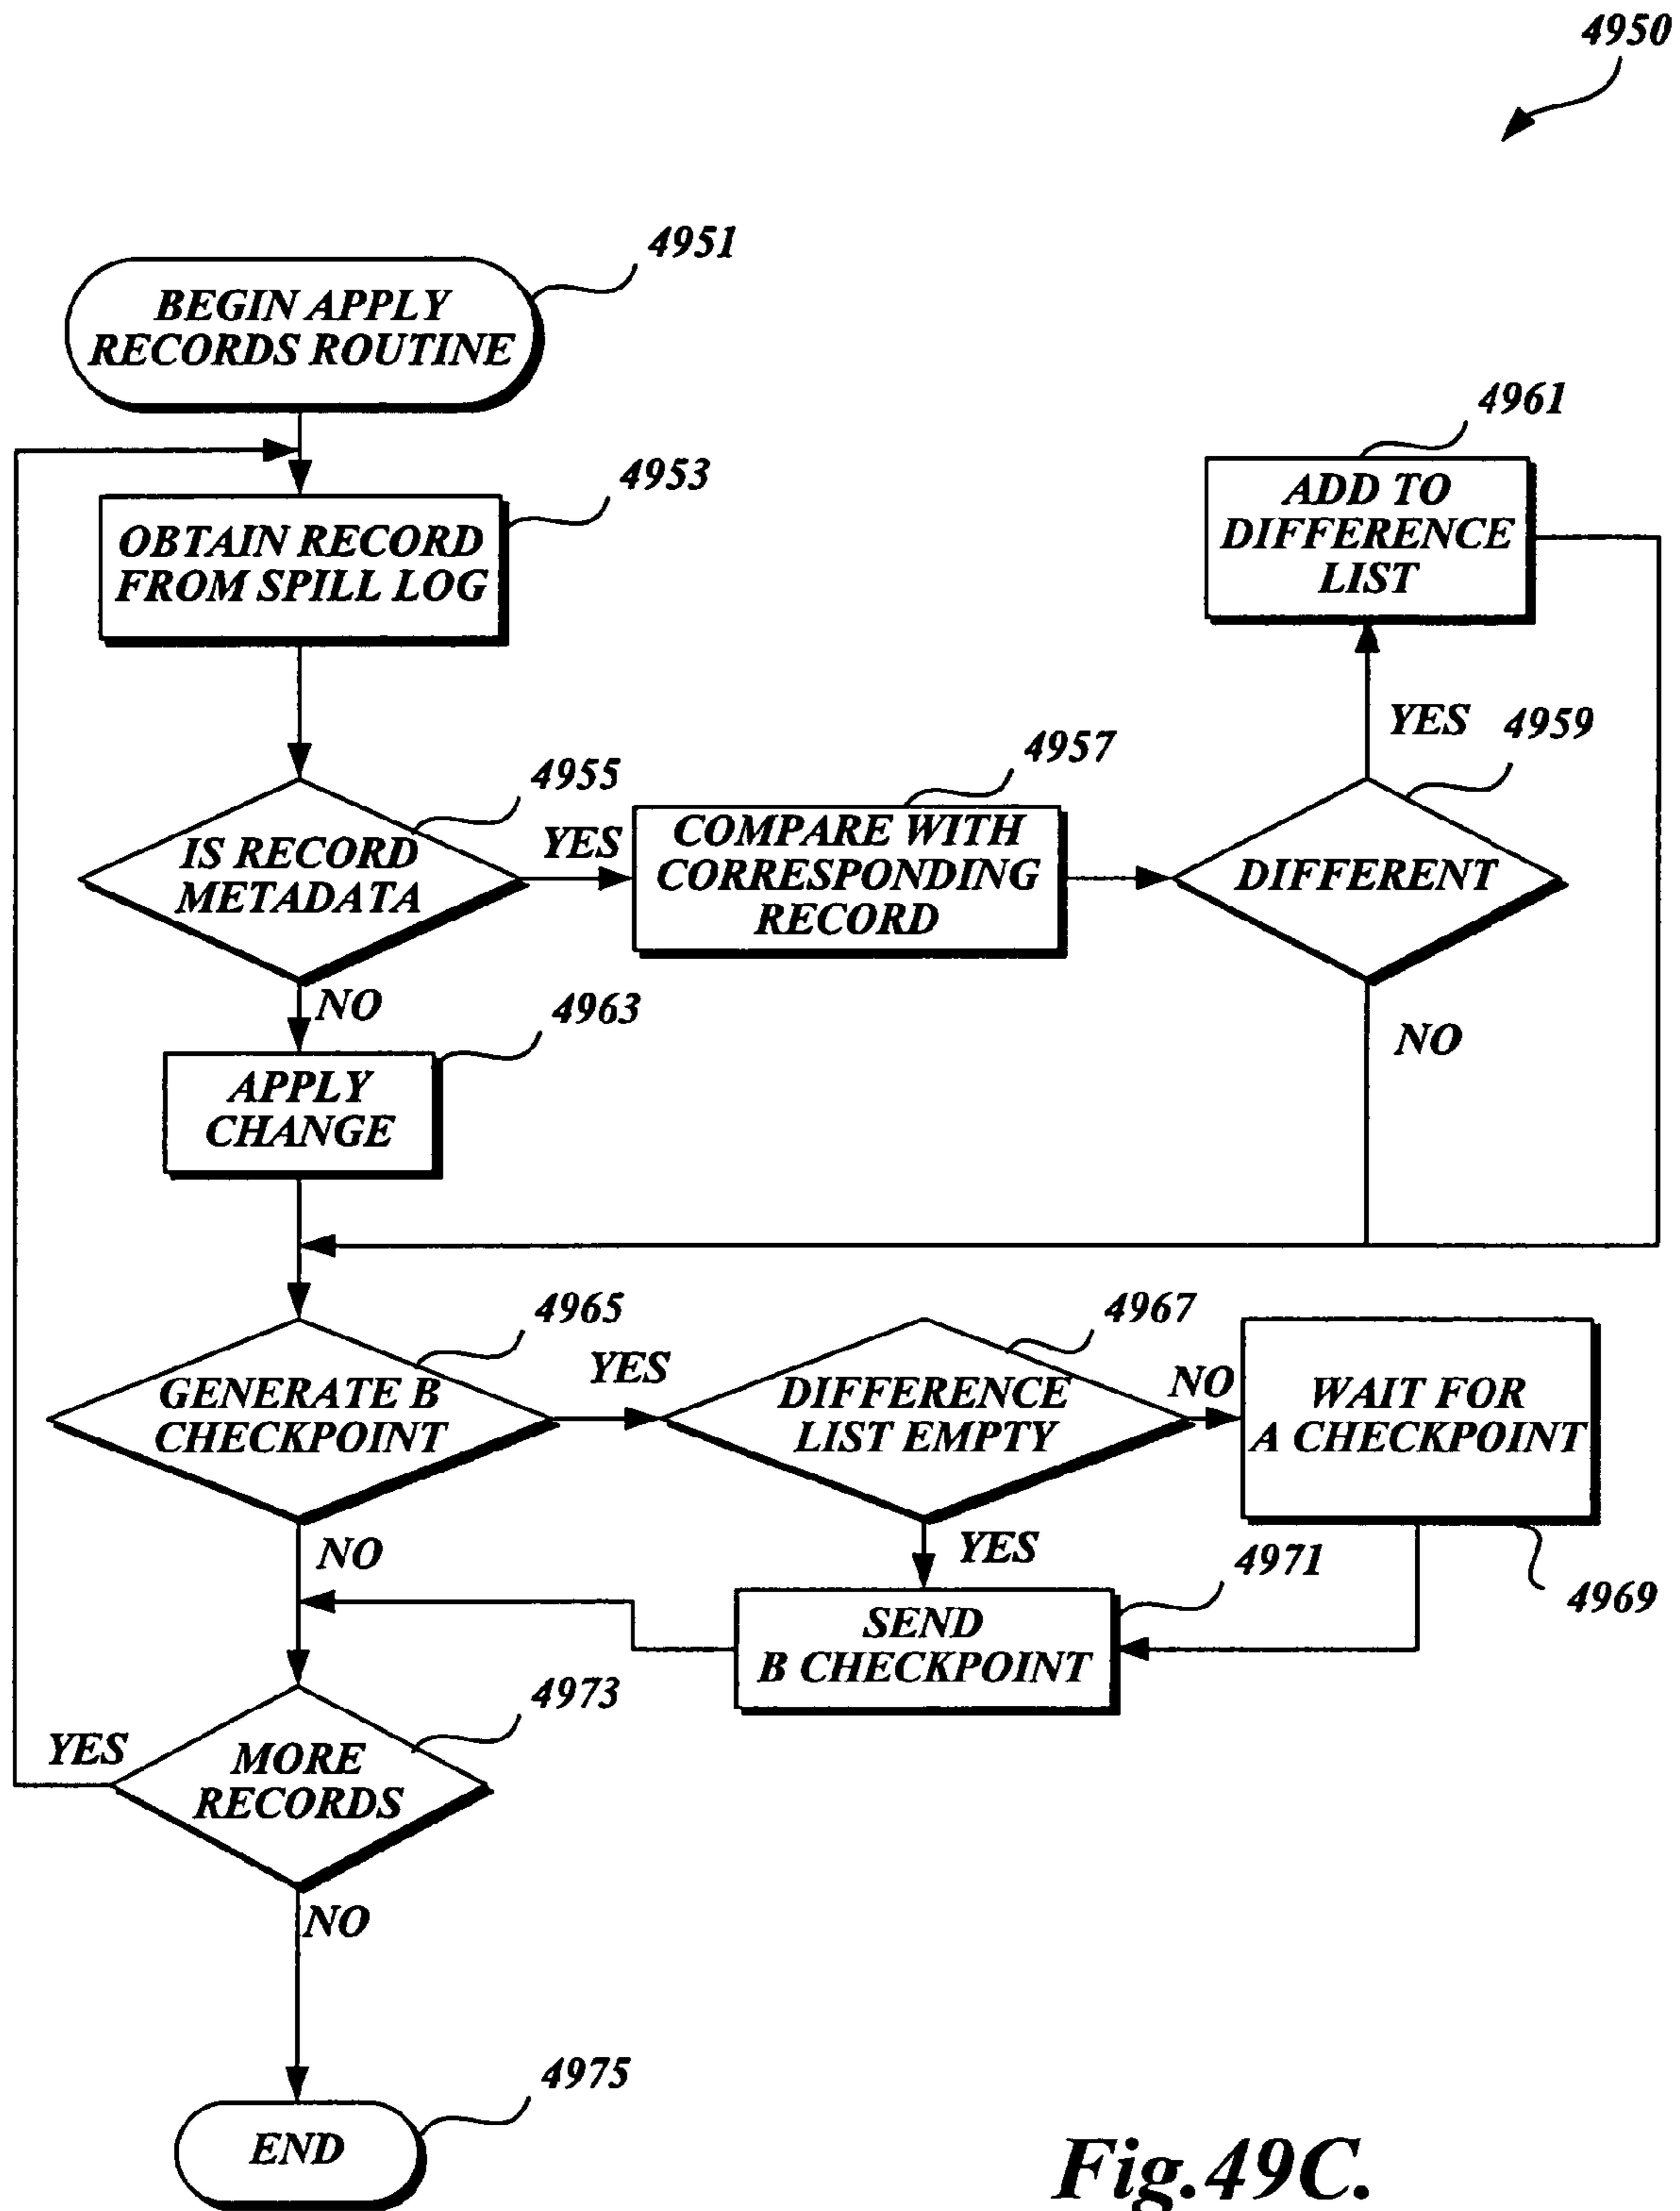 4950
4951
BEGIN APPLY
RECORDS ROUTINE
4953
OBTAIN RECORD
FROM SPILL LOG
4961
ADD TO
DIFFERENCE
LIST
4955
IS RECORD
METADATA
YES
4957
COMPARE WITH
CORRESPONDING
RECORD
YES
4959
DIFFERENT
NO
NO
4963
APPLY
CHANGE
4965
GENERATE B
CHECKPOINT
YES
4967
DIFFERENCE
LIST EMPTY
NO
WAIT FOR
A CHECKPOINT
4969
NO
YES
4971
SEND
B CHECKPOINT
4973
YES
MORE
RECORDS
NO
4975
END
Fig.49C.